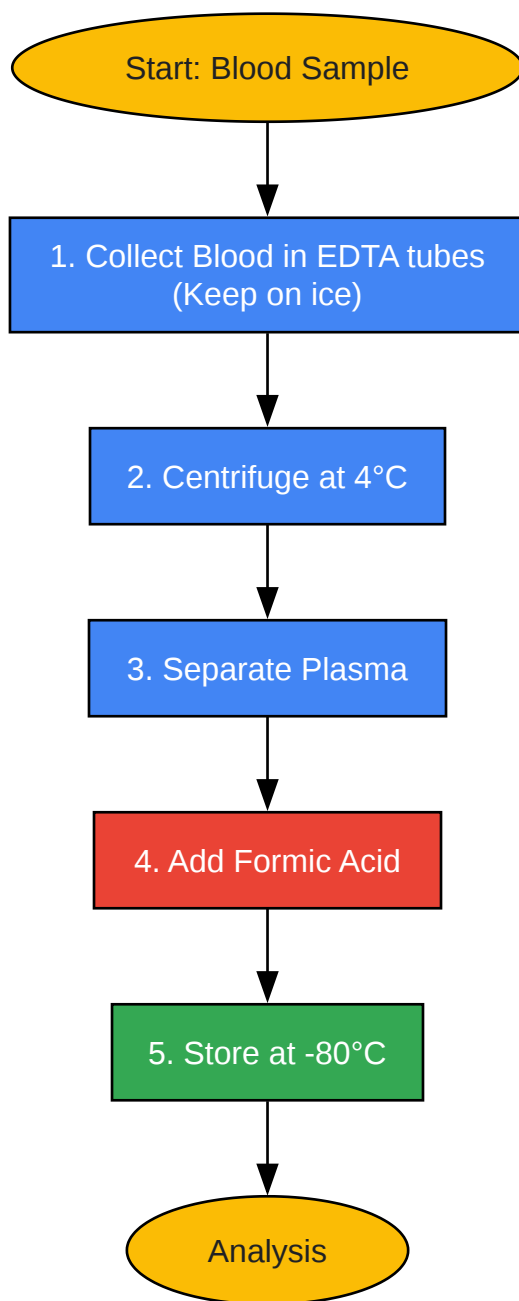 Start: Blood Sample
1. Collect Blood in EDTA tubes
(Keep on ice)
2. Centrifuge at 4°C
3. Separate Plasma
4. Add Formic Acid
5. Store at -80°C
Analysis